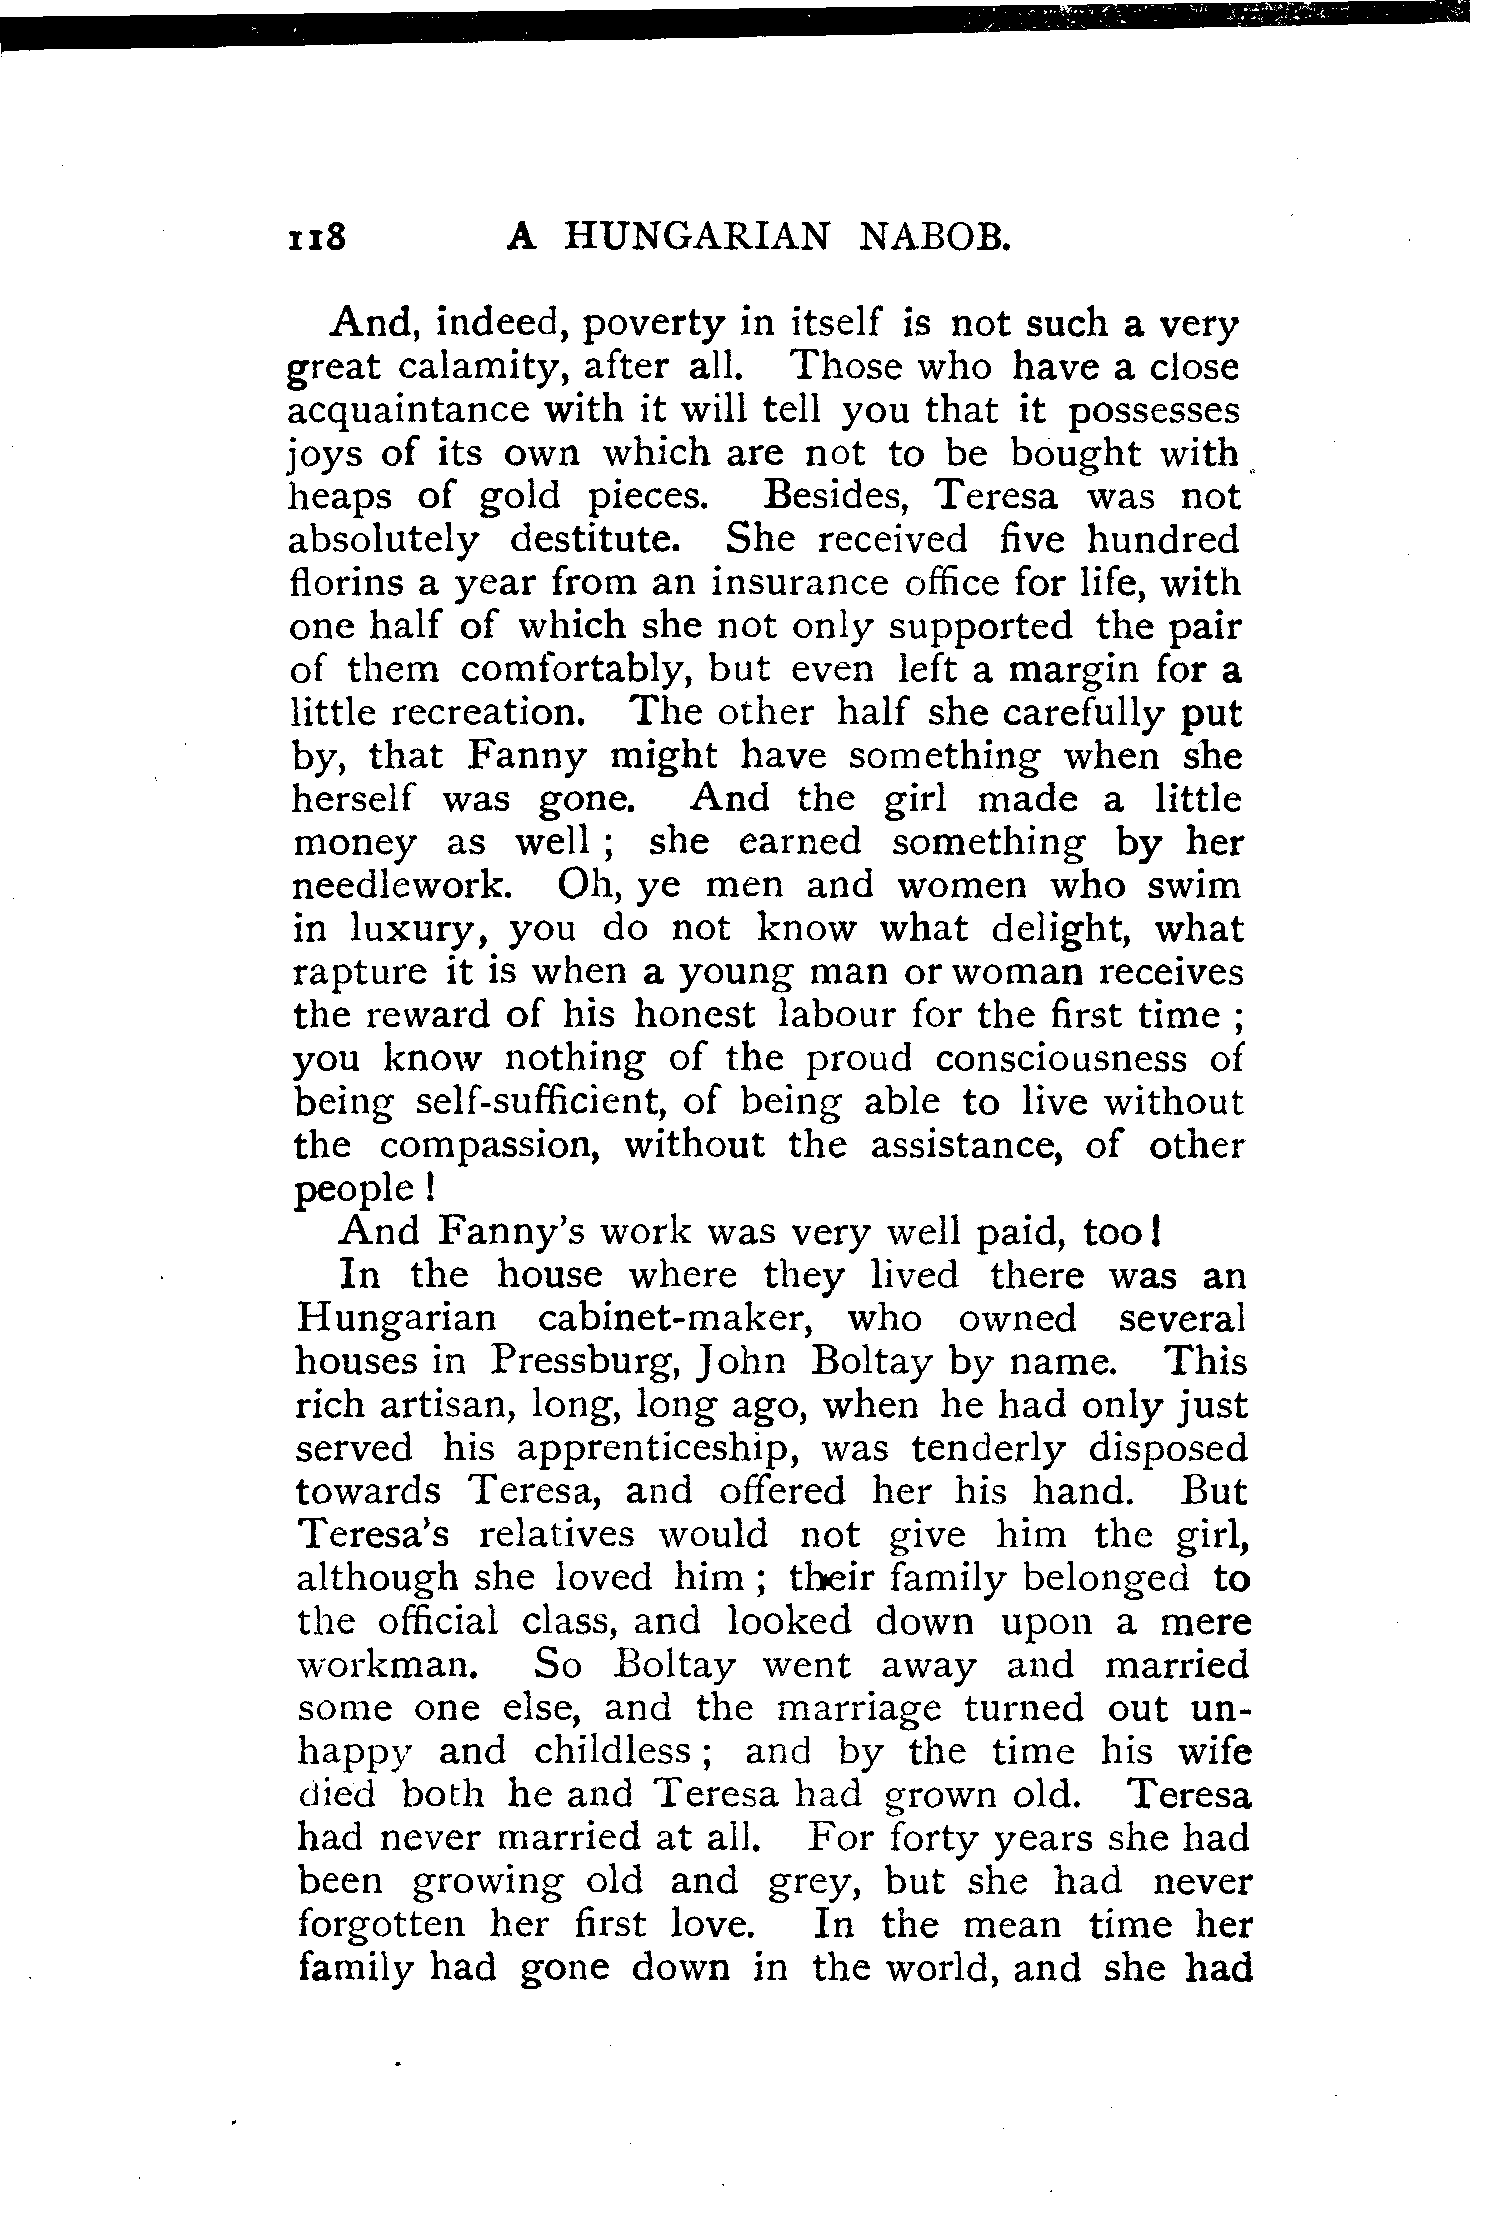 118 A HUNGARIAN NABOB.
And, indeed, poverty in itself is not such a very
great calamity, after all. Those who have a close
acquaintance with it will tell you that it possesses
joys of its own which are not to be bought with
heaps of gold pieces. Besides, Teresa was not
absolutely destitute. She received five hundred
florins a year from an insurance office for life, with
one half of which she not only supported the pair
of them comfortably, but even left a margin for a
little recreation. The other half she carefully put
by, that Fanny might have something when she
herself was gone. And the girl made a little
money as well ; she earned something by her
needlework. Oh, ye men and women who swim
in luxury, you do not know what delight, what
rapture it is when a young man or woman receives
the reward of his honest labour for the first time ;
you know nothing of the proud consciousness of
being self-sufficient, of being able to live without
the compassion, without the assistance, of other
people !
And Fanny's work was very well paid, too!
In the house where they lived there was an
Hungarian cabinet-maker, who owned several
houses in Pressburg, John Boltay by name. This
rich artisan, long, long ago, when he had only just
served his apprenticeship, was tenderly disposed
towards Teresa, and offered her his hand. But
Teresa's relatives would not give him the girl,
although she loved him ; their family belonged to
the official class, and looked down upon a mere
workman. So Boltay went away and married
some one else, and the marriage turned out un-
happy and childless ; and by the time his wife
died both he and Teresa had grown old. Teresa
had never married at all. For forty years she had
been growing old and grey, but she had never
forgotten her first love. In the mean time her
family had gone down in the world, and she had